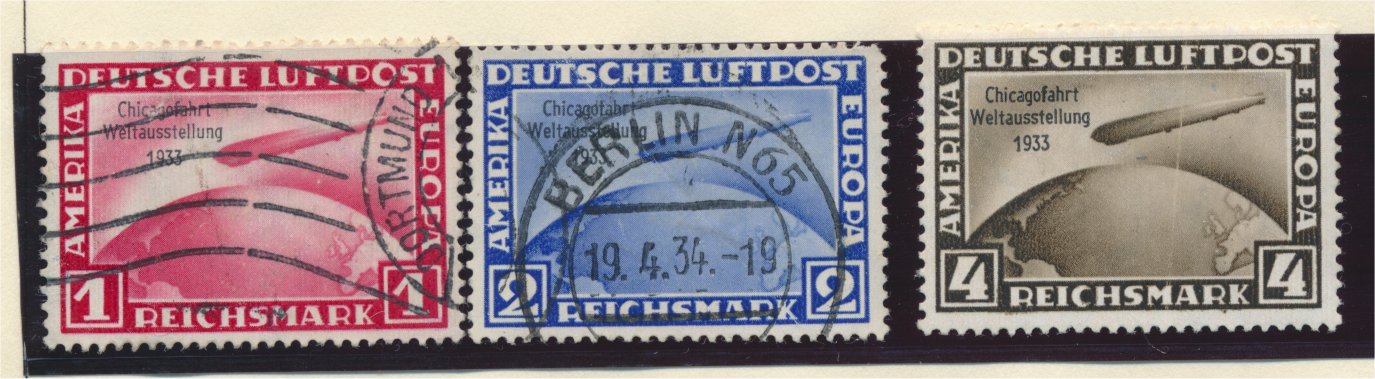 DEUTSCHE LUFTPOST
AMERIKA
EUROPA
Chicagofahrt
Weltausstellung
1933
1
1
REICHSMARK
DORTMUND
DEUTSCHE LUFTPOST
AMERIKA
EUROPA
Chicagofahrt
Weltausstellung
1933
2
2
REICHSMARK
BERLIN N65
19.4.34.-19
DEUTSCHE LUFTPOST
AMERIKA
EUROPA
Chicagofahrt
Weltausstellung
1933
4
4
REICHSMARK